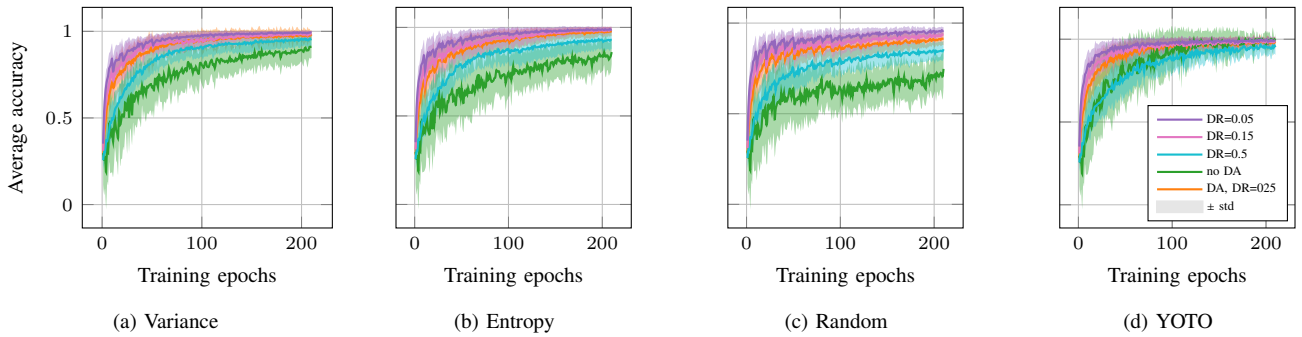 Average accuracy
1
0.5
0
0 100 200
0 100 200
0 100 200
0 100 200
DR=0.05
DR=0.15
DR=0.5
no DA
DA, DR=025
± std
Training epochs
Training epochs
Training epochs
Training epochs
(a) Variance
(b) Entropy
(c) Random
(d) YOTO